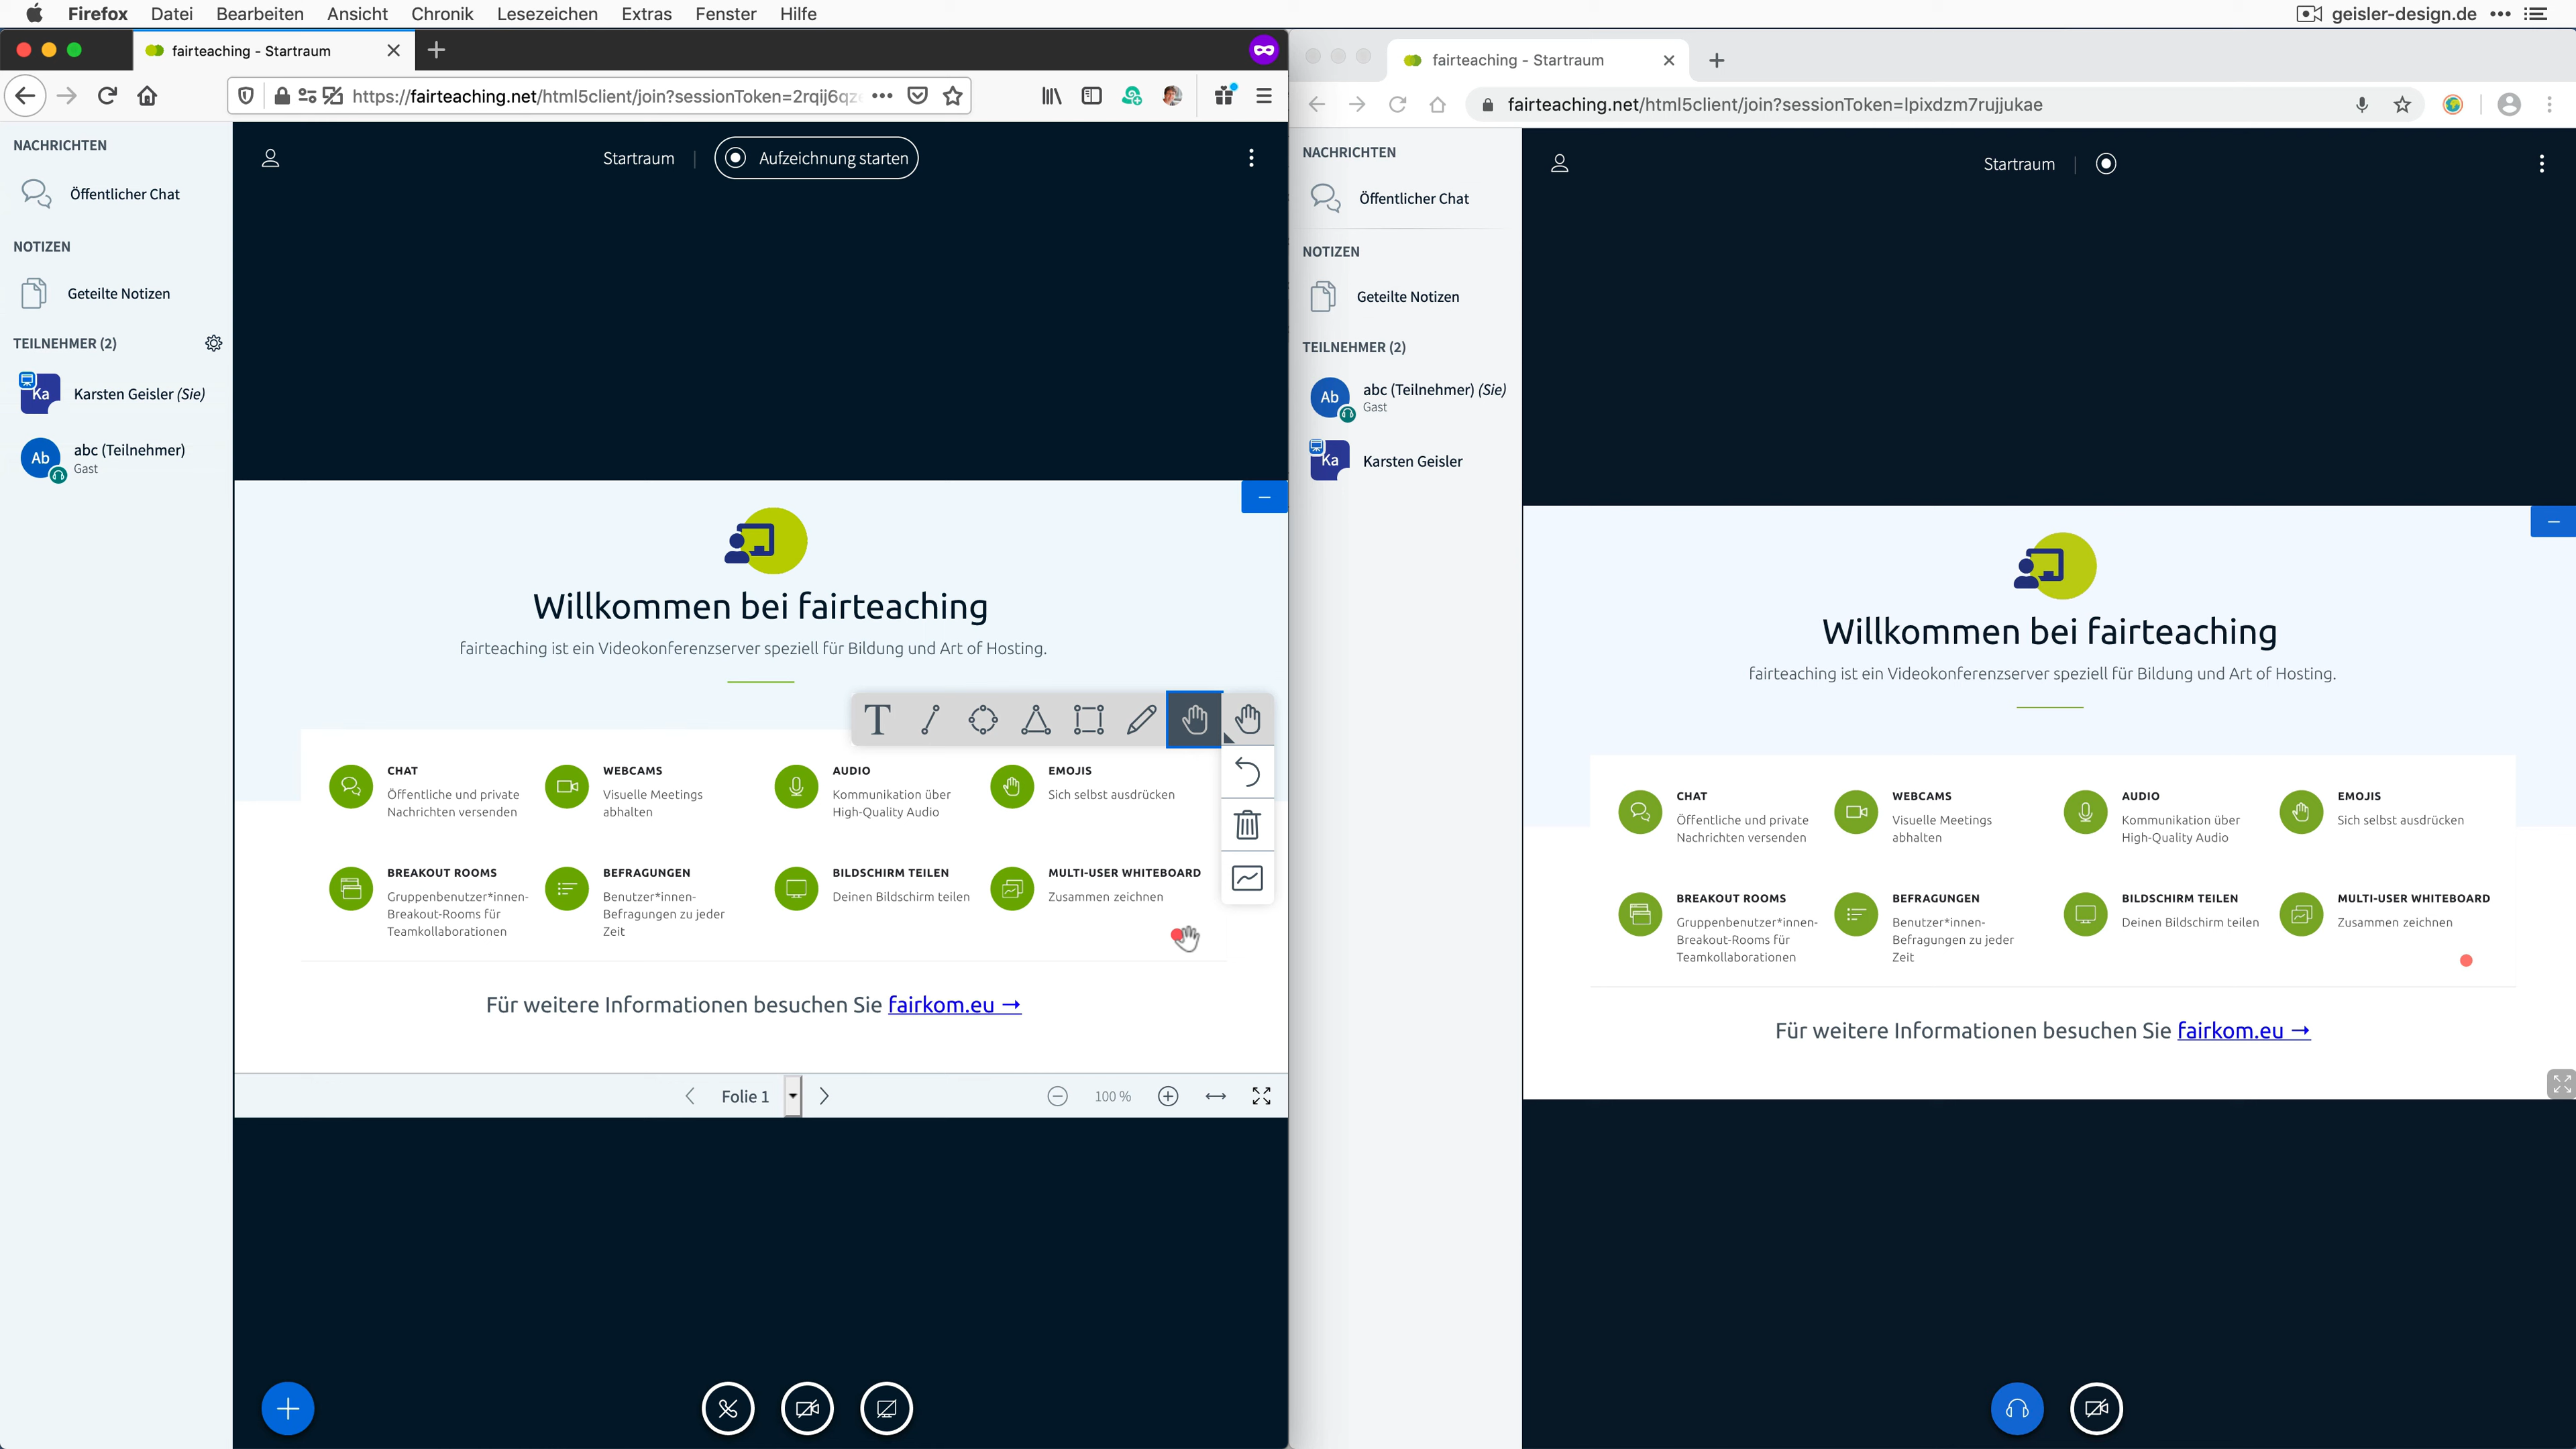 Firefox Datei Bearbeiten Ansicht Chronik Lesezeichen Extras Fenster Hilfe
geisler-design.de
fairteaching - Startraum
https://fairteaching.net/html5client/join?sessionToken=2rqij6qz
NACHRICHTEN
Öffentlicher Chat
NOTIZEN
Geteilte Notizen
TEILNEHMER (2)
Ka
Karsten Geisler (Sie)
Ab
abc (Teilnehmer)
Gast
Startraum
Aufzeichnung starten
Willkommen bei fairteaching
fairteaching ist ein Videokonferenzserver speziell für Bildung und Art of Hosting.
T
CHAT
Öffentliche und private
Nachrichten versenden
WEBCAMS
Visuelle Meetings
abhalten
AUDIO
Kommunikation über
High-Quality Audio
EMOJIS
Sich selbst ausdrücken
BREAKOUT ROOMS
Gruppenbenutzer*innen-
Breakout-Rooms für
Teamkollaborationen
BEFRAGUNGEN
Benutzer*innen-
Befragungen zu jeder
Zeit
BILDSCHIRM TEILEN
Deinen Bildschirm teilen
MULTI-USER WHITEBOARD
Zusammen zeichnen
Für weitere Informationen besuchen Sie fairkom.eu →
Folie 1
100 %
fairteaching - Startraum
fairteaching.net/html5client/join?sessionToken=lpixdzm7rujjukae
NACHRICHTEN
Öffentlicher Chat
NOTIZEN
Geteilte Notizen
TEILNEHMER (2)
Ab
abc (Teilnehmer) (Sie)
Gast
Ka
Karsten Geisler
Startraum
Willkommen bei fairteaching
fairteaching ist ein Videokonferenzserver speziell für Bildung und Art of Hosting.
CHAT
Öffentliche und private
Nachrichten versenden
WEBCAMS
Visuelle Meetings
abhalten
AUDIO
Kommunikation über
High-Quality Audio
EMOJIS
Sich selbst ausdrücken
BREAKOUT ROOMS
Gruppenbenutzer*innen-
Breakout-Rooms für
Teamkollaborationen
BEFRAGUNGEN
Benutzer*innen-
Befragungen zu jeder
Zeit
BILDSCHIRM TEILEN
Deinen Bildschirm teilen
MULTI-USER WHITEBOARD
Zusammen zeichnen
Für weitere Informationen besuchen Sie fairkom.eu →